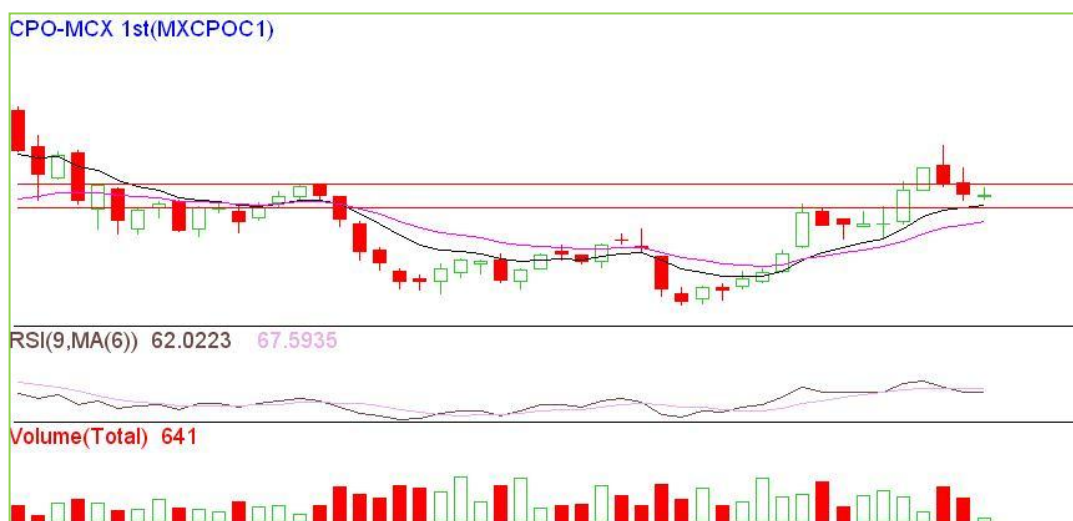 CPO-MCX 1st(MXCPOC1)
RSI(9,MA(6)) 62.0223 67.5935
Volume(Total) 641